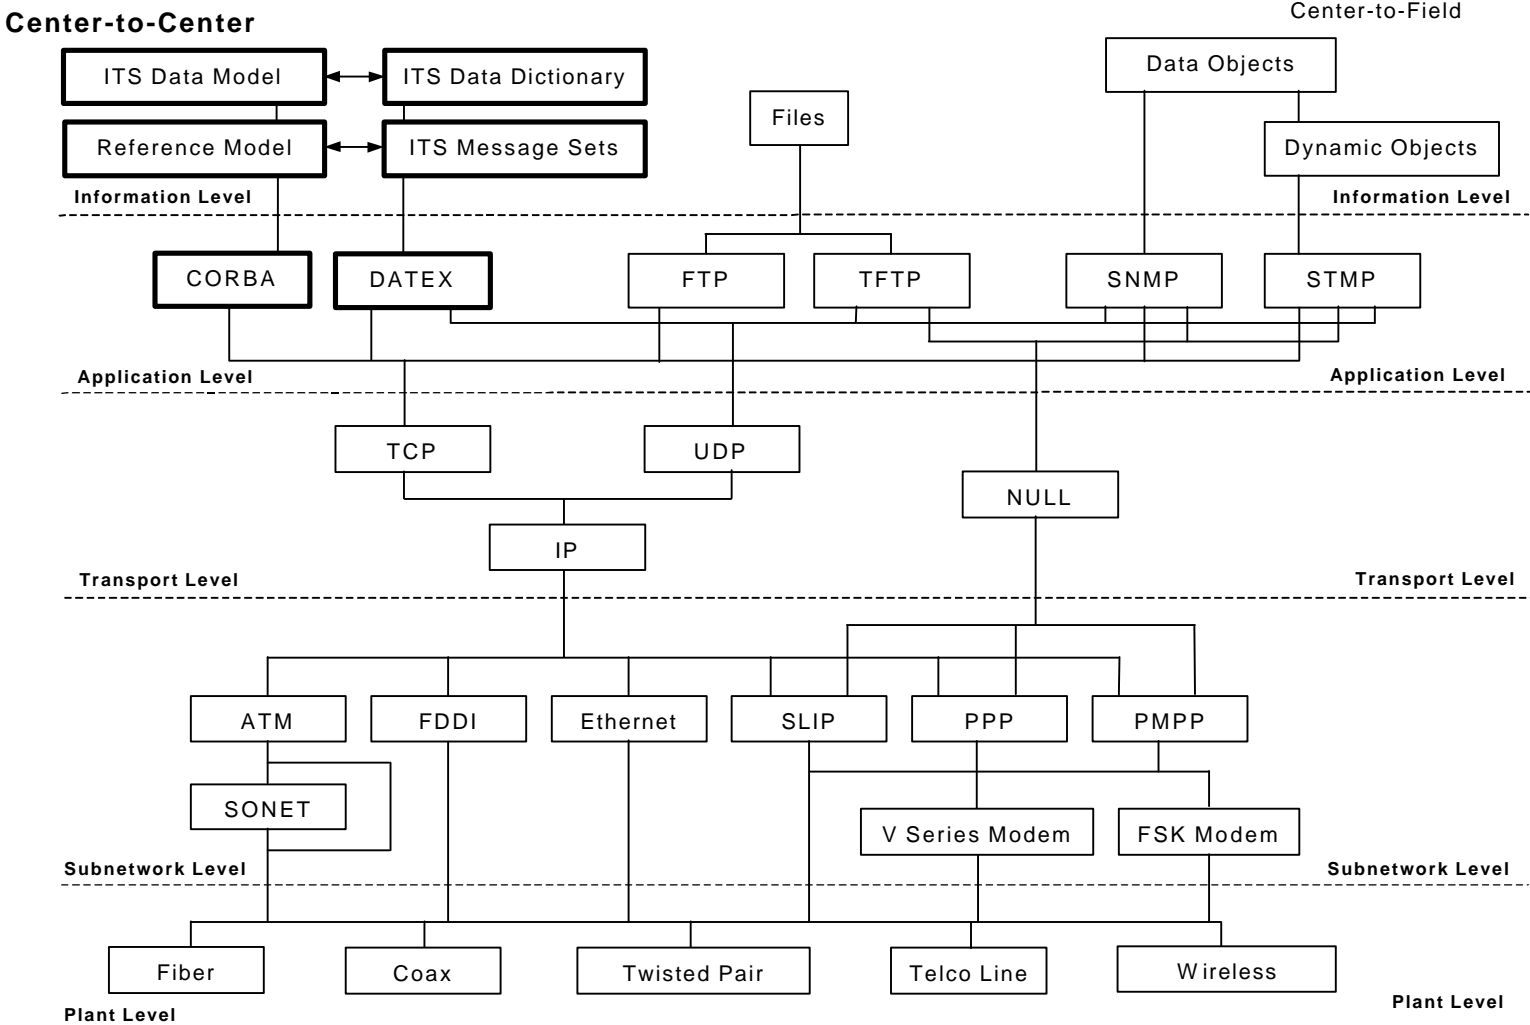 Center-to-Center
Center-to-Field
ITS Data Model
ITS Data Dictionary
Data Objects
Files
Reference Model
ITS Message Sets
Dynamic Objects
Information Level
Information Level
CORBA
DATEX
FTP
TFTP
SNMP
STMP
Application Level
Application Level
TCP
UDP
NULL
IP
Transport Level
Transport Level
ATM
FDDI
Ethernet
SLIP
PPP
PMPP
SONET
V Series Modem
FSK Modem
Subnetwork Level
Subnetwork Level
Fiber
Coax
Twisted Pair
Telco Line
Wireless
Plant Level
Plant Level